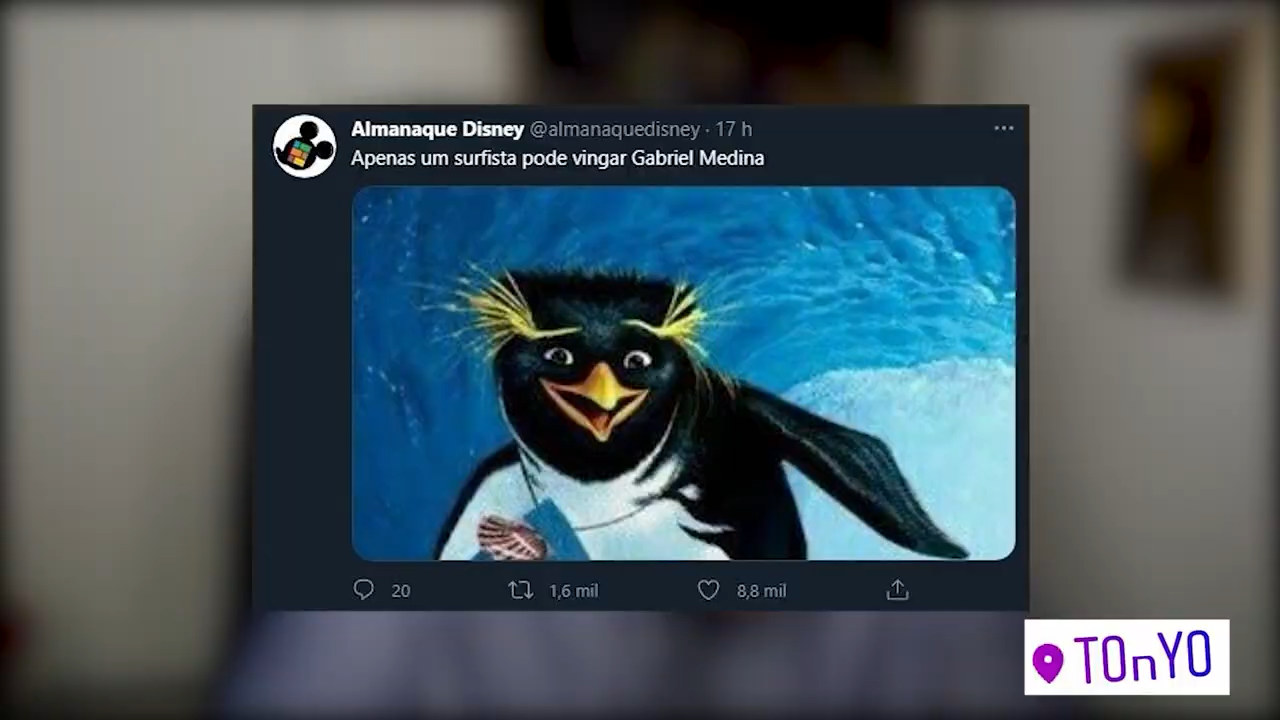 Almanaque Disney @almanaquedisney · 17 h
Apenas um surfista pode vingar Gabriel Medina
20 1,6 mil 8,8 mil
TOnYO